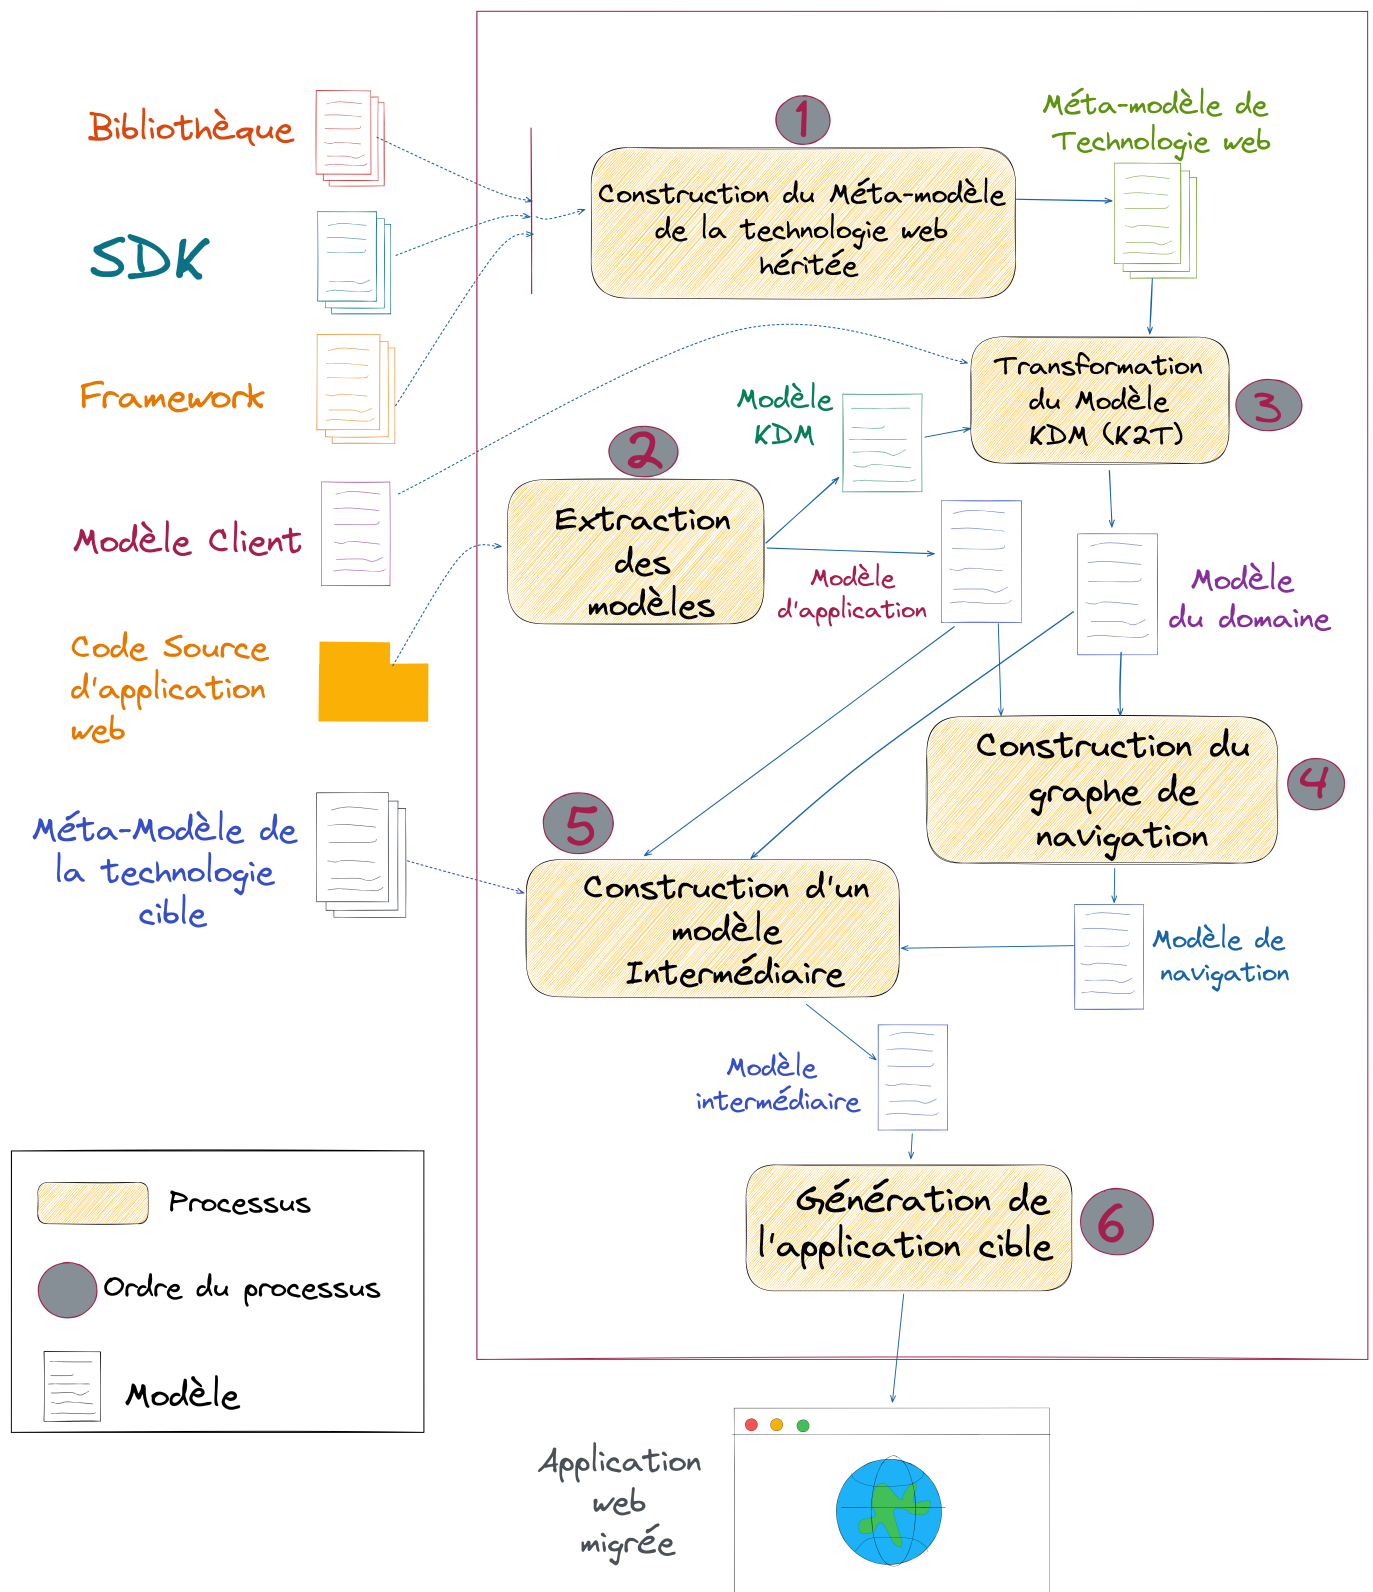 Bibliothèque
SDK
Framework
Modèle Client
Code Source
d'application
web
Méta-Modèle de
la technologie
cible
1
Construction du Méta-modèle
de la technologie web
héritée
Méta-modèle de
Technologie web
Transformation
du Modèle
KDM (K2T)
3
Modèle
KDM
2
Extraction
des
modèles
Modèle
d'application
Modèle
du domaine
Construction du
graphe de
navigation
4
5
Construction d'un
modèle
Intermédiaire
Modèle de
navigation
Modèle
intermédiaire
Génération de
l'application cible
6
Processus
Ordre du processus
Modèle
Application
web
migrée